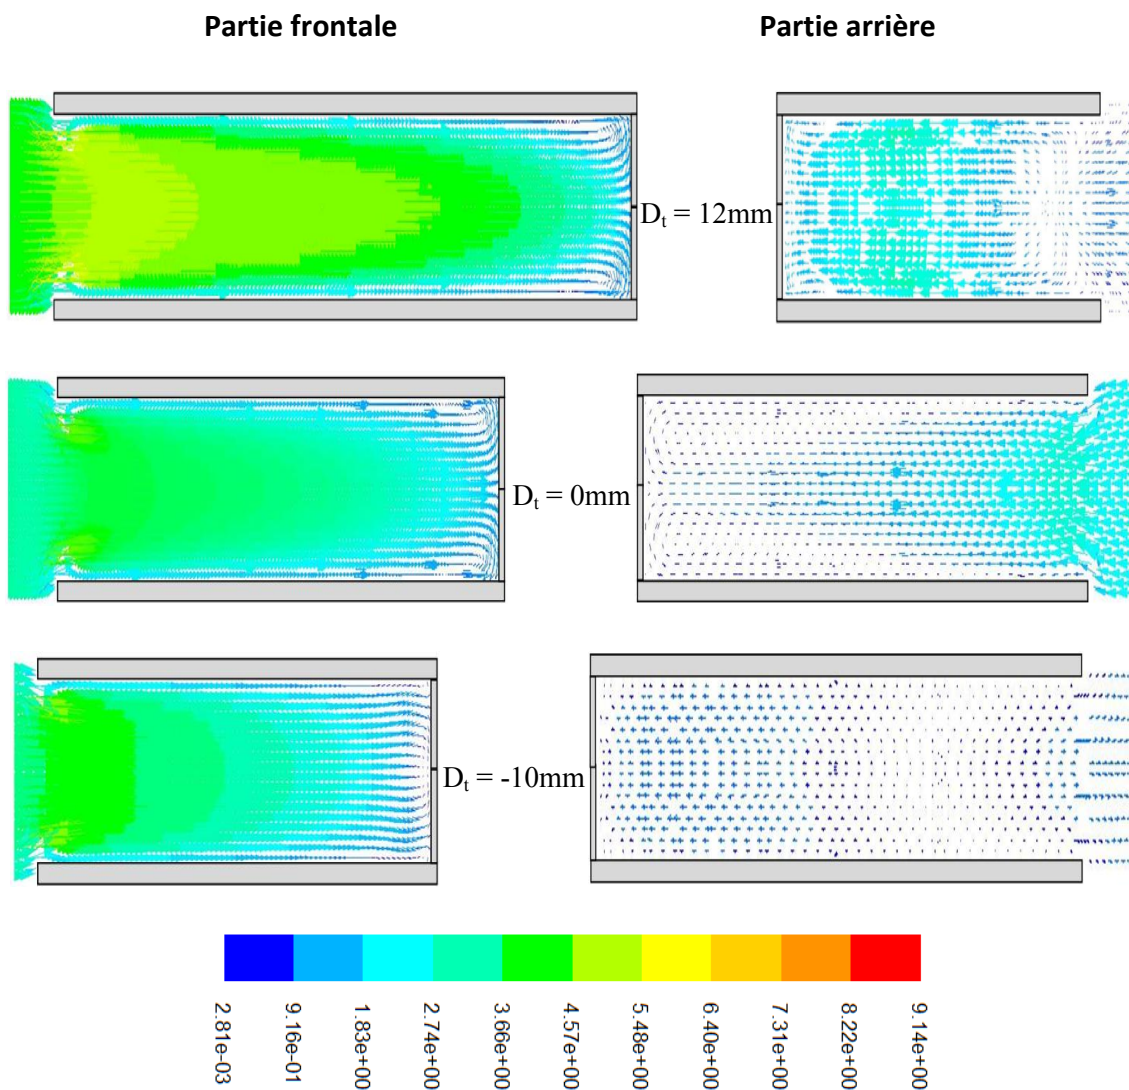 Partie frontale
Partie arrière
Dₜ = 12mm
Dₜ = 0mm
Dₜ = -10mm
2.81e-03
9.16e-01
1.83e+00
2.74e+00
3.66e+00
4.57e+00
5.48e+00
6.40e+00
7.31e+00
8.22e+00
9.14e+00